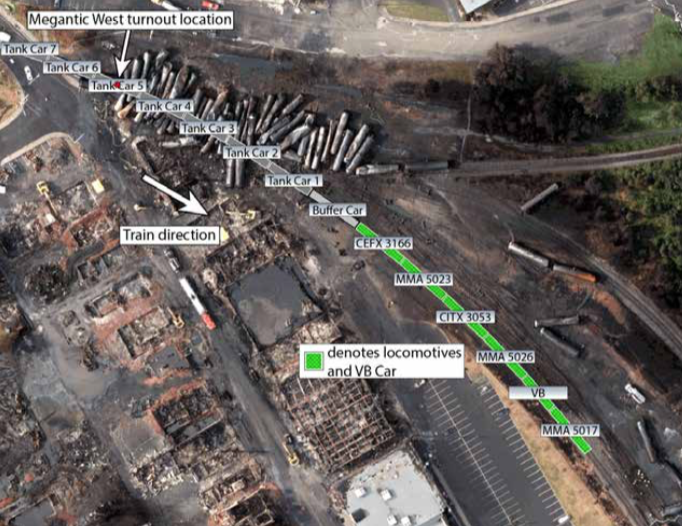 Megantic West turnout location
Tank Car 7
Tank Car 6
Tank Car 5
Tank Car 4
Tank Car 3
Tank Car 2
Tank Car 1
Buffer Car
Train direction
CEFX 3166
MMA 5023
CITX 3053
MMA 5026
VB
MMA 5017
denotes locomotives
and VB Car